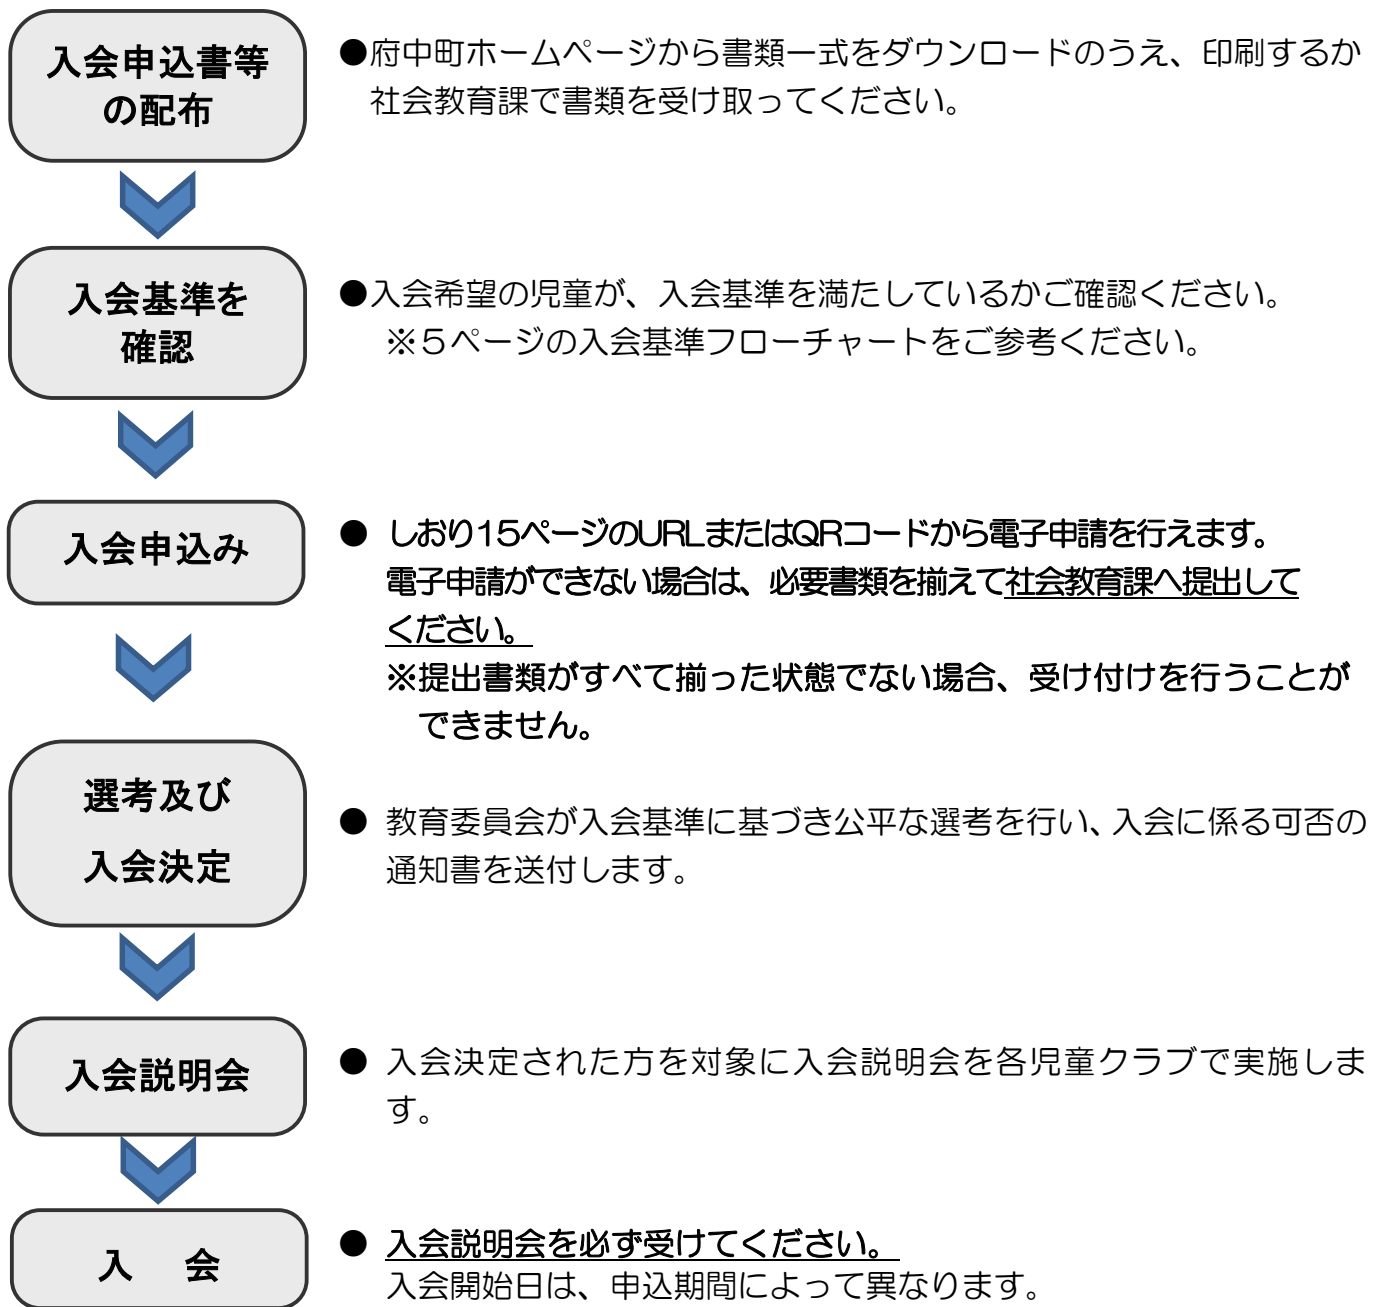 入会申込書等
の配布
●府中町ホームページから書類一式をダウンロードのうえ、印刷するか
社会教育課で書類を受け取ってください。
入会基準を
確認
●入会希望の児童が、入会基準を満たしているかご確認ください。
※５ページの入会基準フローチャートをご参考ください。
入会申込み
● しおり15ページのURLまたはQRコードから電子申請を行えます。
電子申請ができない場合は、必要書類を揃えて社会教育課へ提出して
ください。
※提出書類がすべて揃った状態でない場合、受け付けを行うことが
できません。
選考及び
入会決定
● 教育委員会が入会基準に基づき公平な選考を行い、入会に係る可否の
通知書を送付します。
入会説明会
● 入会決定された方を対象に入会説明会を各児童クラブで実施しま
す。
入　会
● 入会説明会を必ず受けてください。
入会開始日は、申込期間によって異なります。